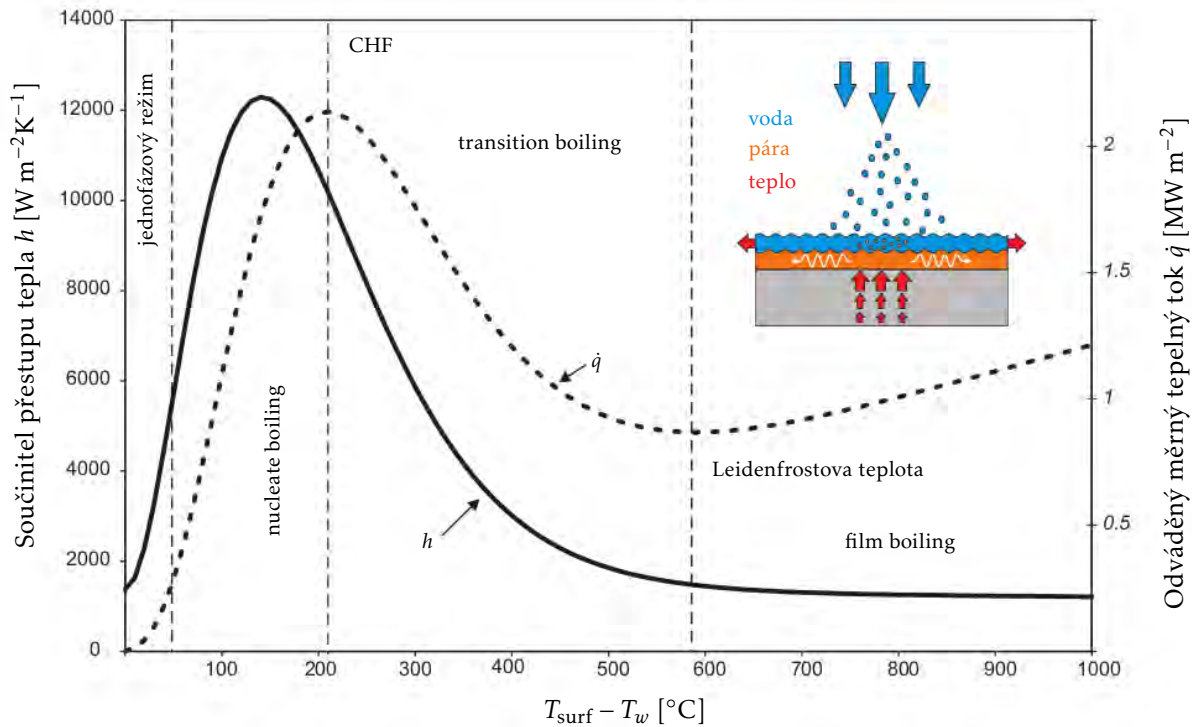 Součinitel přestupu tepla h [W m−2K−1]
14000
12000
10000
8000
6000
4000
2000
0
jednofázový režim
nucleate boiling
CHF
transition boiling
voda
pára
teplo
q̇
h
Leidenfrostova teplota
film boiling
2
1.5
1
0.5
Odváděný měrný tepelný tok q̇ [MW m−2]
100
200
300
400
500
600
700
800
900
1000
Tsurf − Tw [°C]